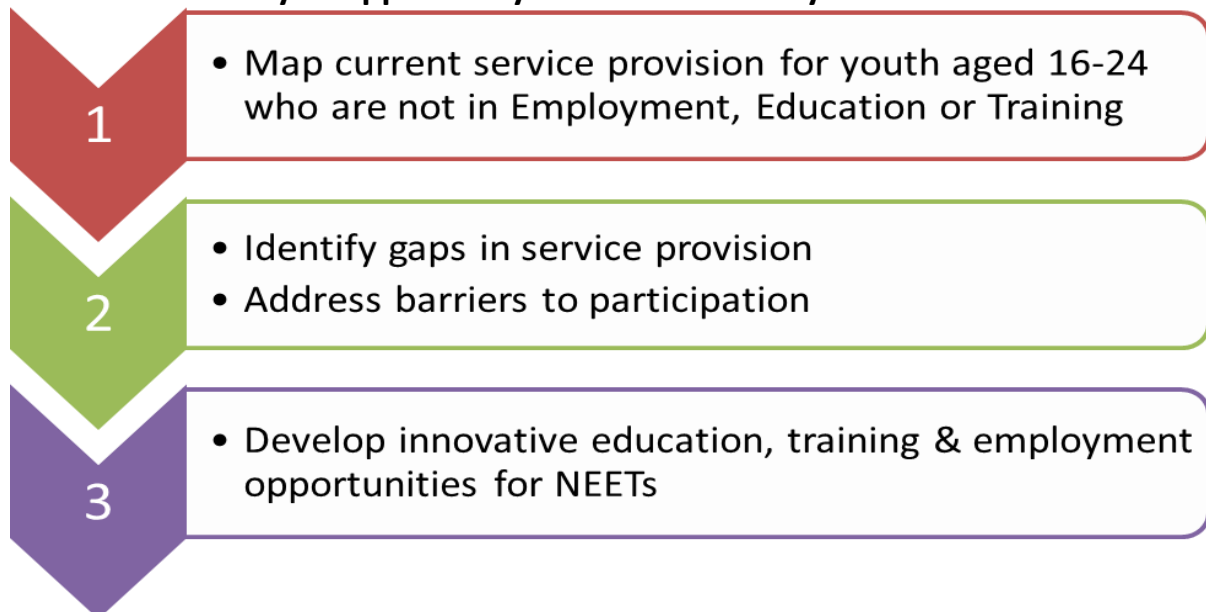 1
• Map current service provision for youth aged 16-24
who are not in Employment, Education or Training
2
• Identify gaps in service provision
• Address barriers to participation
3
• Develop innovative education, training & employment
opportunities for NEETs